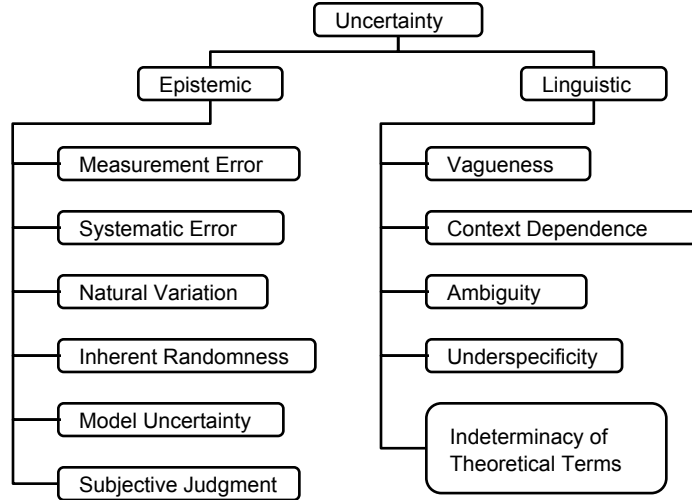 Uncertainty
Epistemic
Linguistic
Measurement Error
Systematic Error
Natural Variation
Inherent Randomness
Model Uncertainty
Subjective Judgment
Vagueness
Context Dependence
Ambiguity
Underspecificity
Indeterminacy of
Theoretical Terms